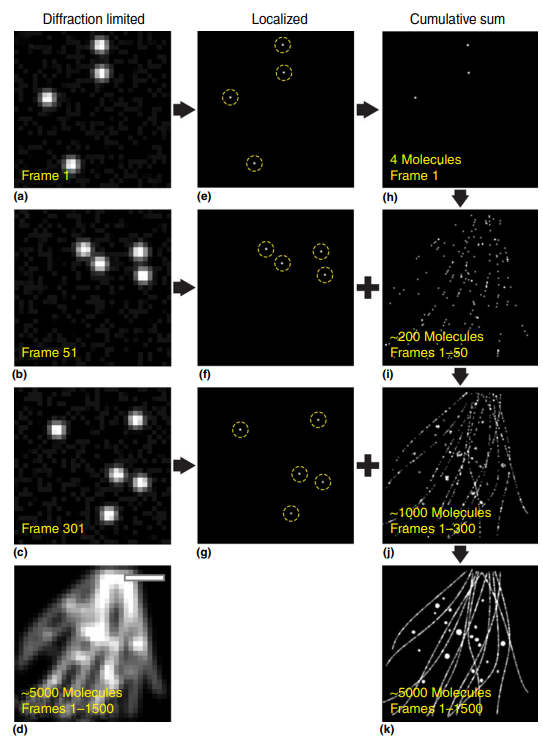 Diffraction limited
Localized
Cumulative sum
Frame 1
4 Molecules
Frame 1
(a)
(e)
(h)
Frame 51
~200 Molecules
Frames 1–50
(b)
(f)
(i)
Frame 301
~1000 Molecules
Frames 1–300
(c)
(g)
(j)
~5000 Molecules
Frames 1–1500
~5000 Molecules
Frames 1–1500
(d)
(k)